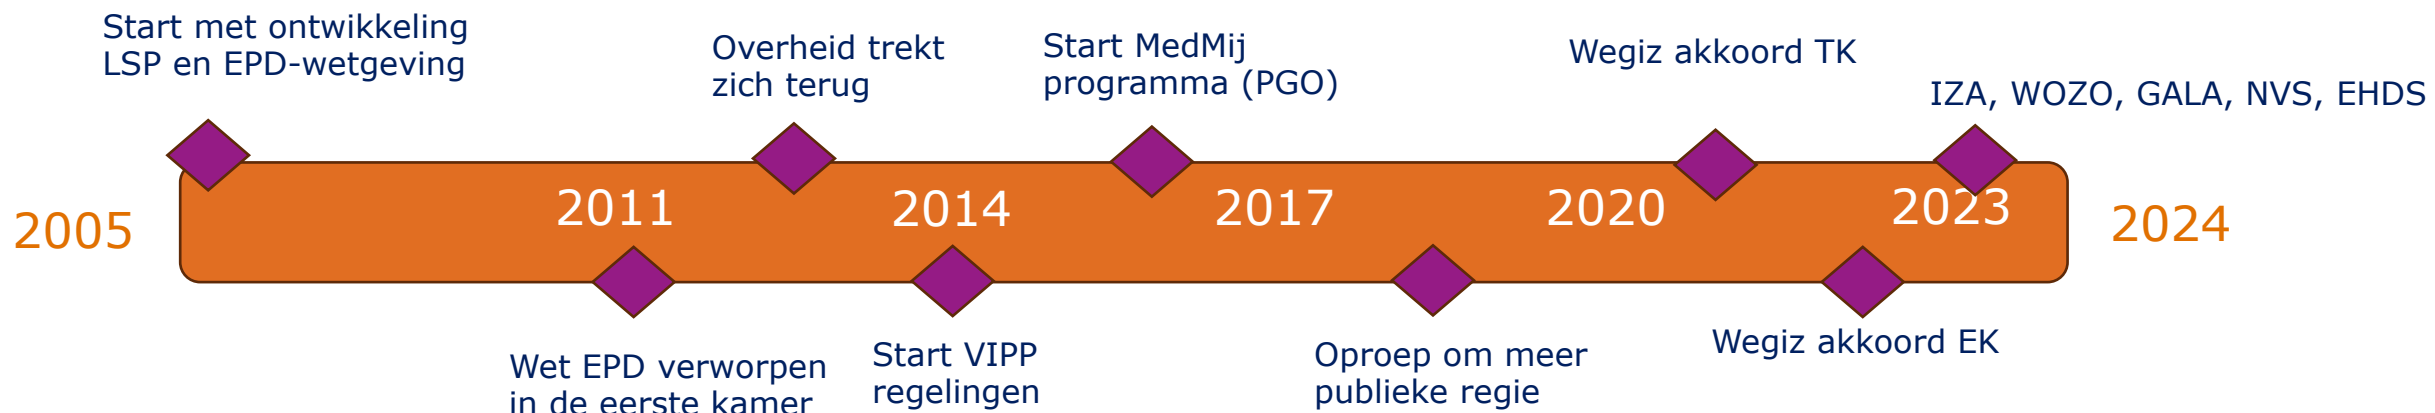 Start met ontwikkeling
LSP en EPD-wetgeving
Overheid trekt
zich terug
Start MedMij
programma (PGO)
Wegiz akkoord TK
IZA, WOZO, GALA, NVS, EHDS
2005
2011
2014
2017
2020
2023
2024
Wet EPD verworpen
in de eerste kamer
Start VIPP
regelingen
Oproep om meer
publieke regie
Wegiz akkoord EK